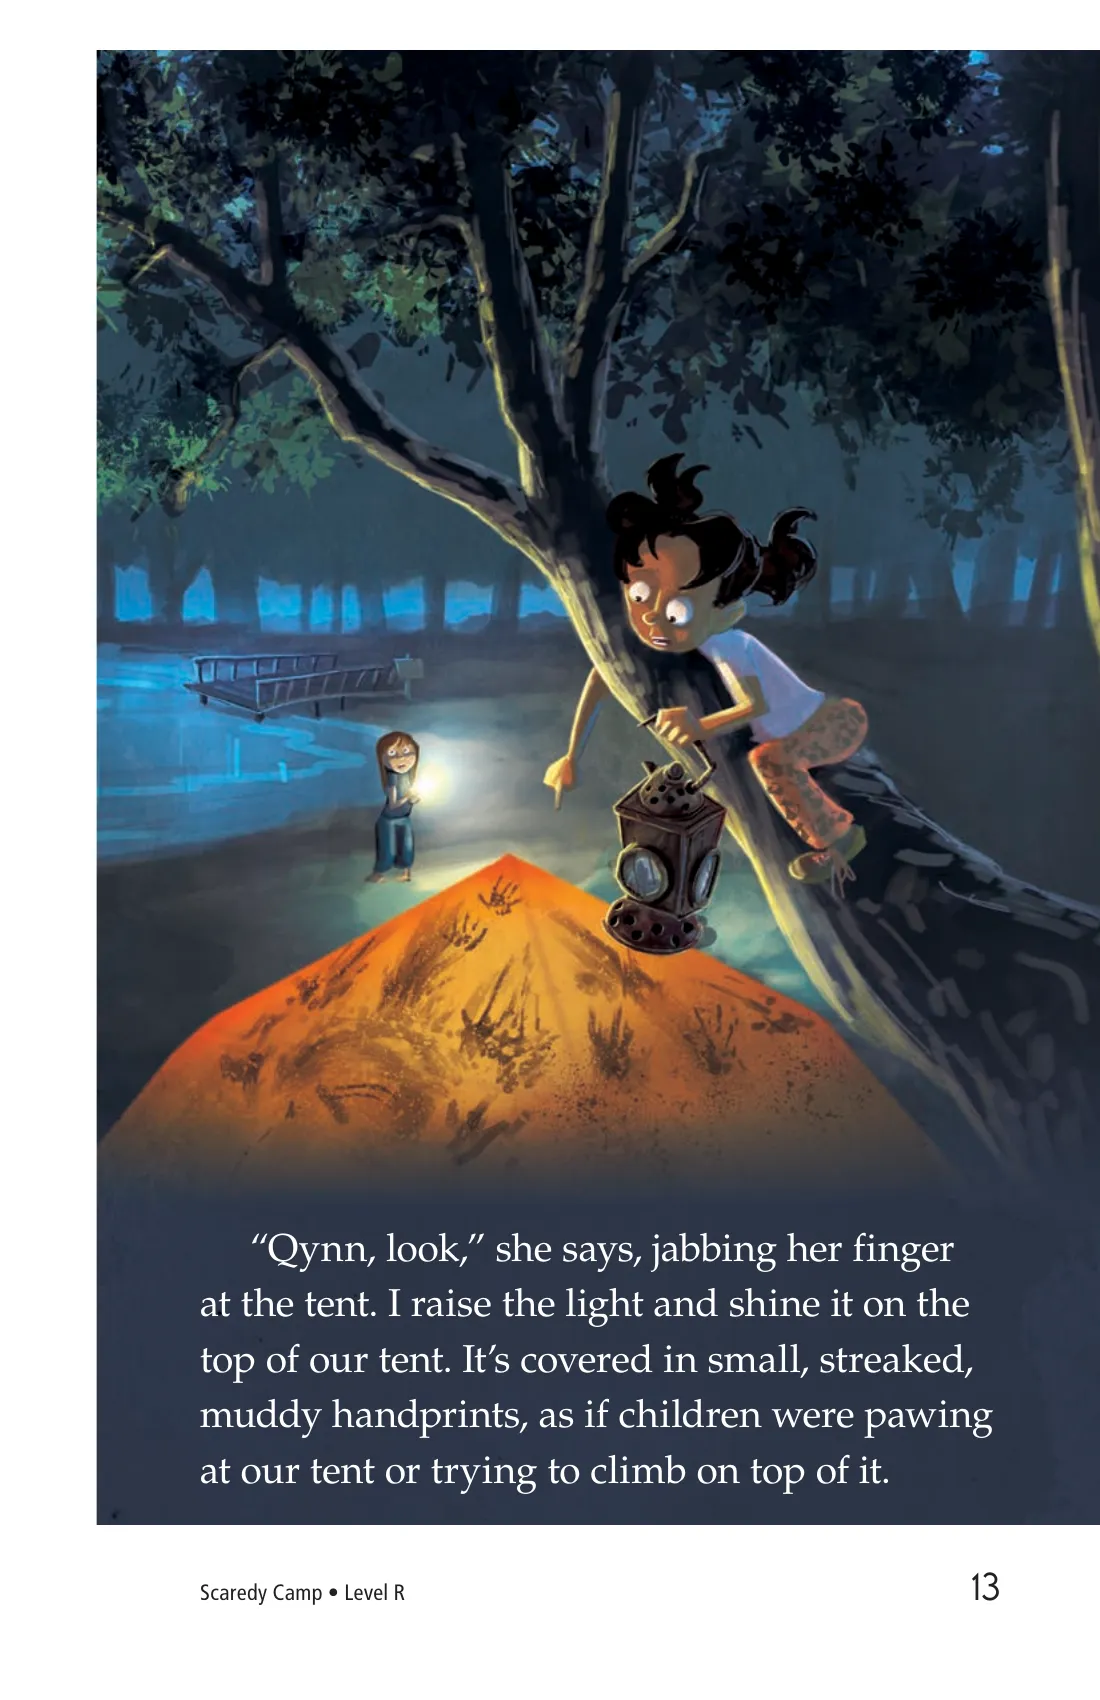 “Qynn, look,” she says, jabbing her finger
at the tent. I raise the light and shine it on the
top of our tent. It’s covered in small, streaked,
muddy handprints, as if children were pawing
at our tent or trying to climb on top of it.
Scaredy Camp • Level R
13